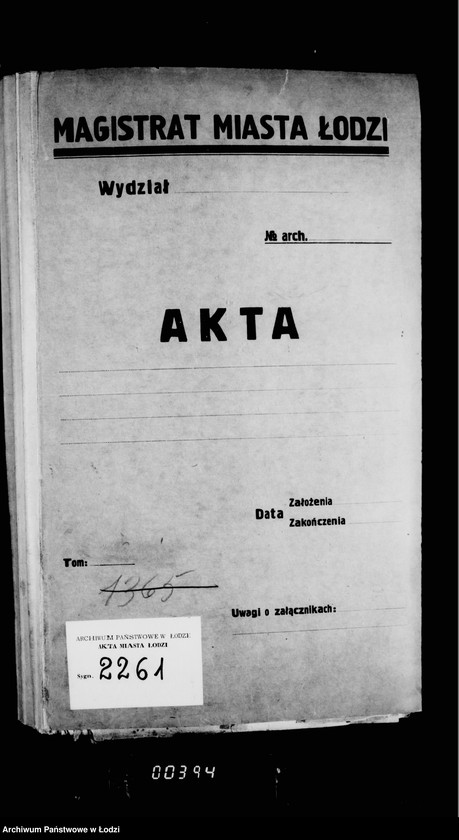 MAGISTRAT MIASTA ŁODZI
Wydział
№ arch.
AKTA
Data Założenia
Zakończenia
Tom:
1365
Uwagi o załącznikach:
ARCHIWUM PAŃSTWOWE W ŁODZI
AKTA MIASTA ŁODZI
Sygn. 2261
00394
Archiwum Państwowe w Łodzi